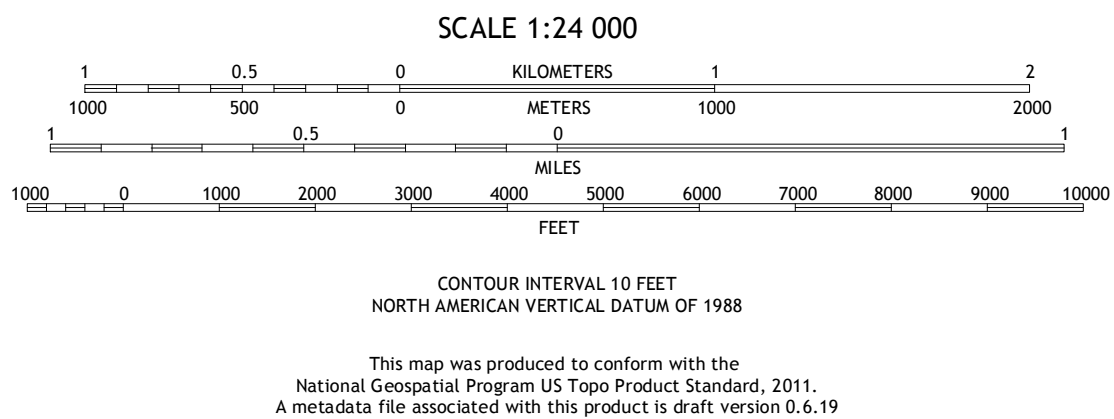 SCALE 1:24 000
1 0.5 0 KILOMETERS 1 2
1000 500 0 METERS 1000 2000
1 0.5 0 1
MILES
1000 0 1000 2000 3000 4000 5000 6000 7000 8000 9000 10000
FEET
CONTOUR INTERVAL 10 FEET
NORTH AMERICAN VERTICAL DATUM OF 1988
This map was produced to conform with the
National Geospatial Program US Topo Product Standard, 2011.
A metadata file associated with this product is draft version 0.6.19